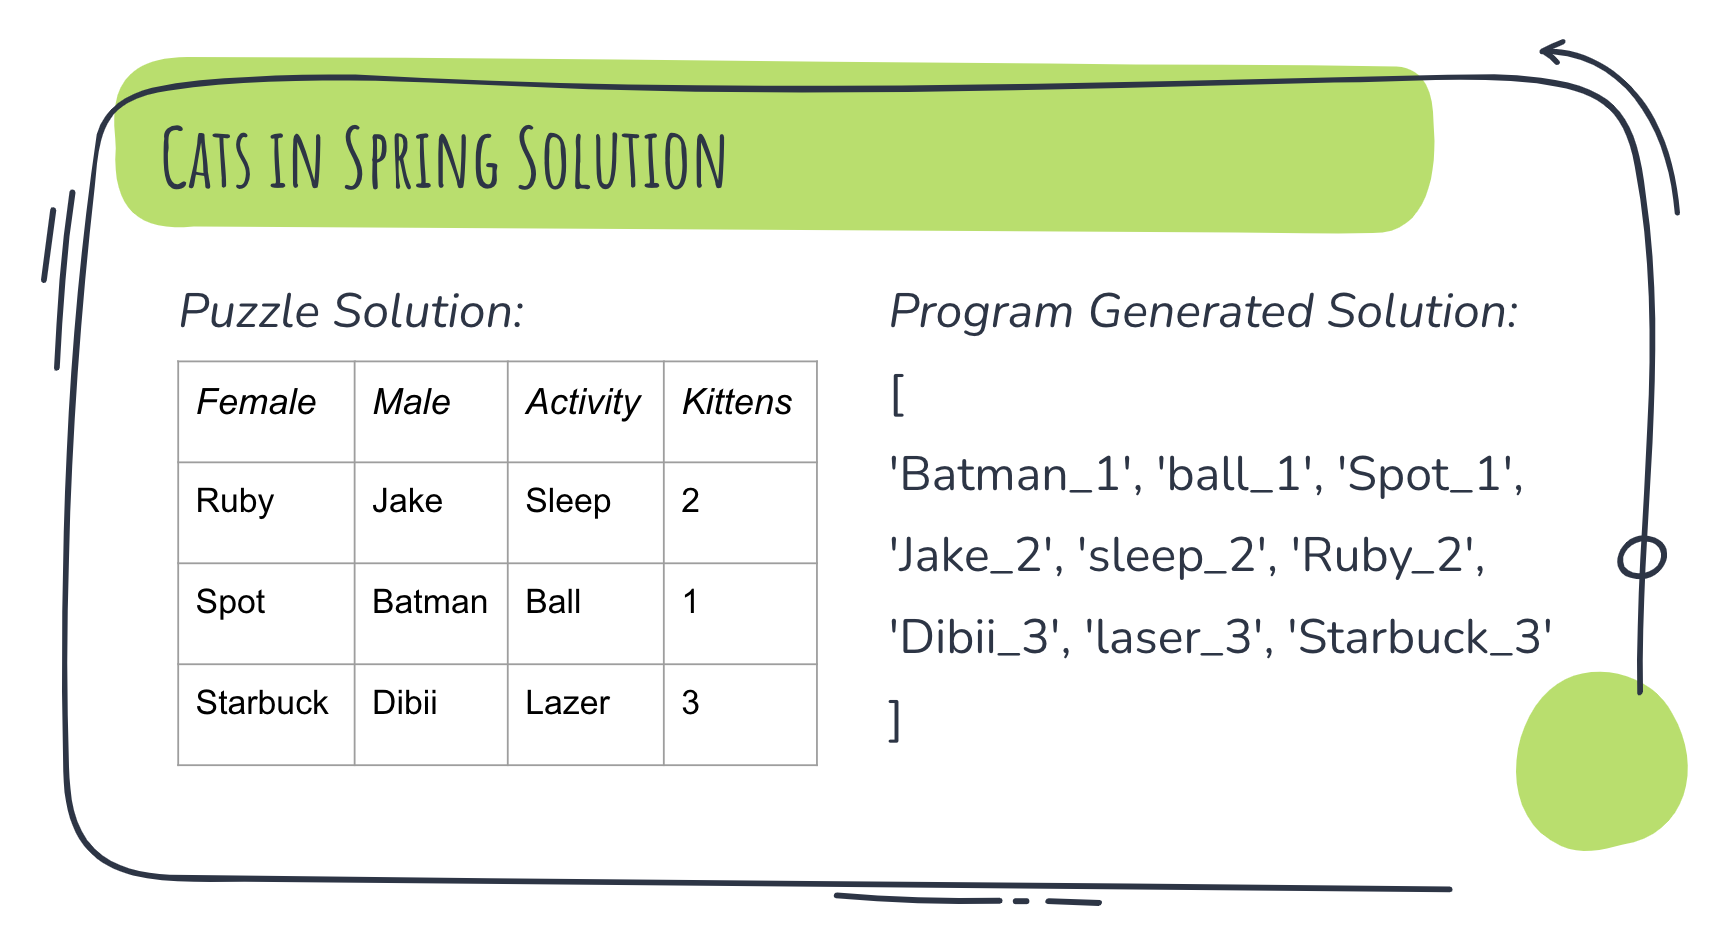 Cats in Spring Solution
Puzzle Solution:
Female Male Activity Kittens
Ruby Jake Sleep 2
Spot Batman Ball 1
Starbuck Dibii Lazer 3
Program Generated Solution:
[
'Batman_1', 'ball_1', 'Spot_1',
'Jake_2', 'sleep_2', 'Ruby_2',
'Dibii_3', 'laser_3', 'Starbuck_3'
]